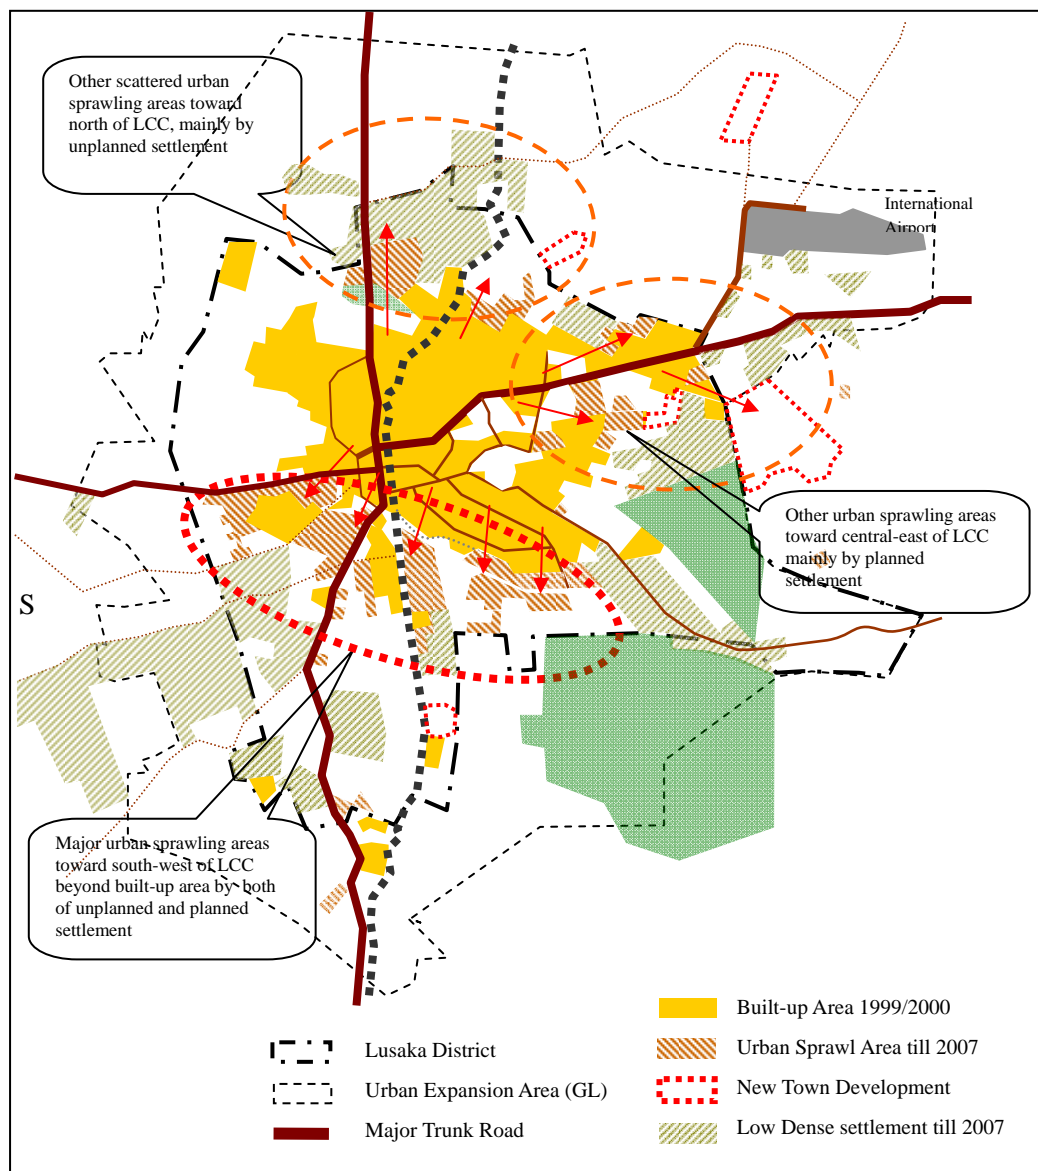 Other scattered urban
sprawling areas toward
north of LCC, mainly by
unplanned settlement
International
Airport
Other urban sprawling areas
toward central-east of LCC
mainly by planned
settlement
S
Major urban sprawling areas
toward south-west of LCC
beyond built-up area by both
of unplanned and planned
settlement
Lusaka District
Urban Expansion Area (GL)
Major Trunk Road
Built-up Area 1999/2000
Urban Sprawl Area till 2007
New Town Development
Low Dense settlement till 2007